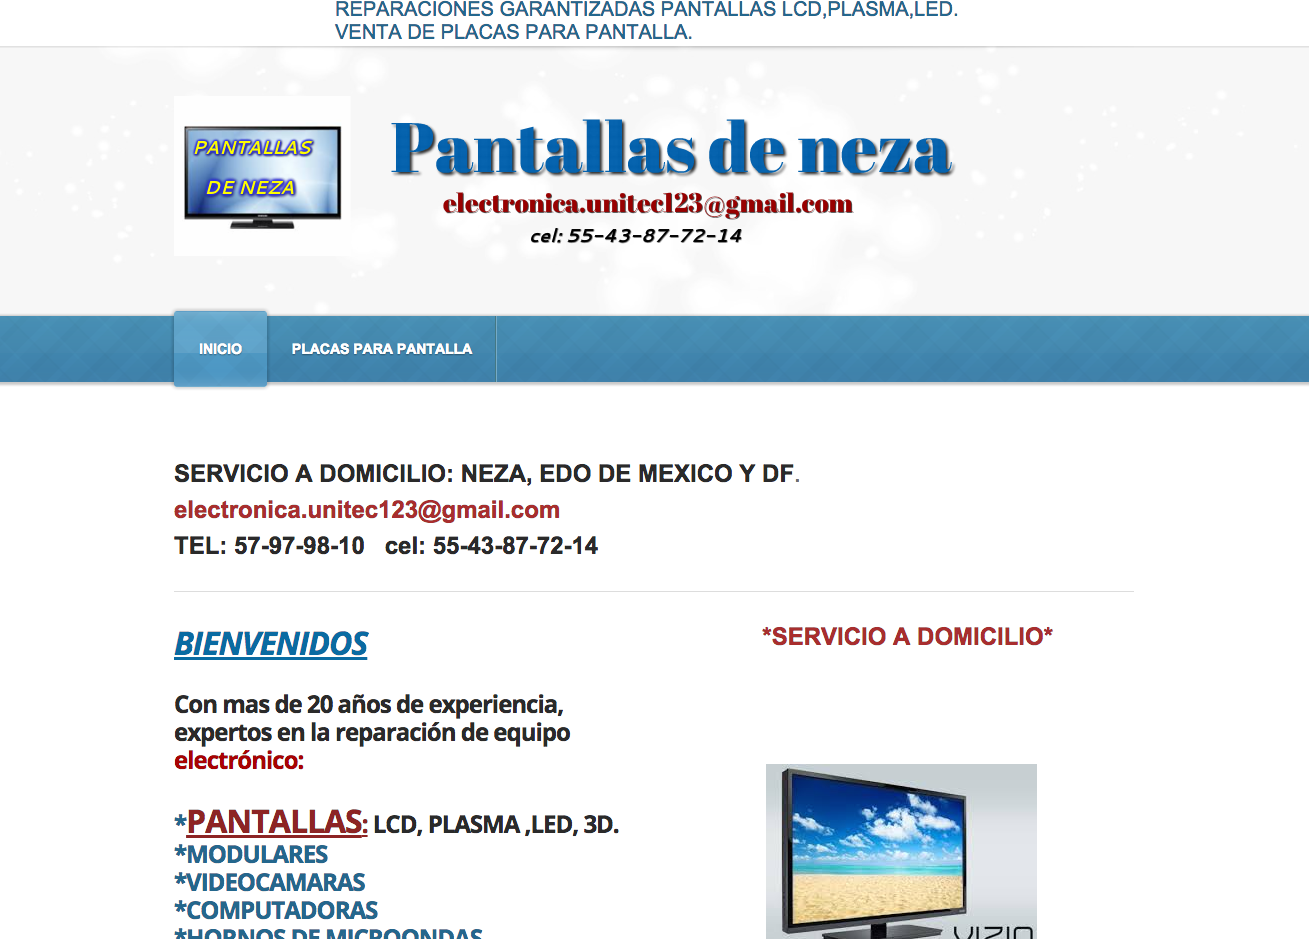 REPARACIONES GARANTIZADAS PANTALLAS LCD,PLASMA,LED.
VENTA DE PLACAS PARA PANTALLA.
PANTALLAS
DE NEZA
Pantallas de neza
electronica.unitec123@gmail.com
cel: 55-43-87-72-14
INICIO
PLACAS PARA PANTALLA
SERVICIO A DOMICILIO: NEZA, EDO DE MEXICO Y DF.
electronica.unitec123@gmail.com
TEL: 57-97-98-10 cel: 55-43-87-72-14
BIENVENIDOS
Con mas de 20 años de experiencia,
expertos en la reparación de equipo
electrónico:
*PANTALLAS: LCD, PLASMA ,LED, 3D.
*MODULARES
*VIDEOCAMARAS
*COMPUTADORAS
*HORNOS DE MICROONDAS
*SERVICIO A DOMICILIO*
VIZIO